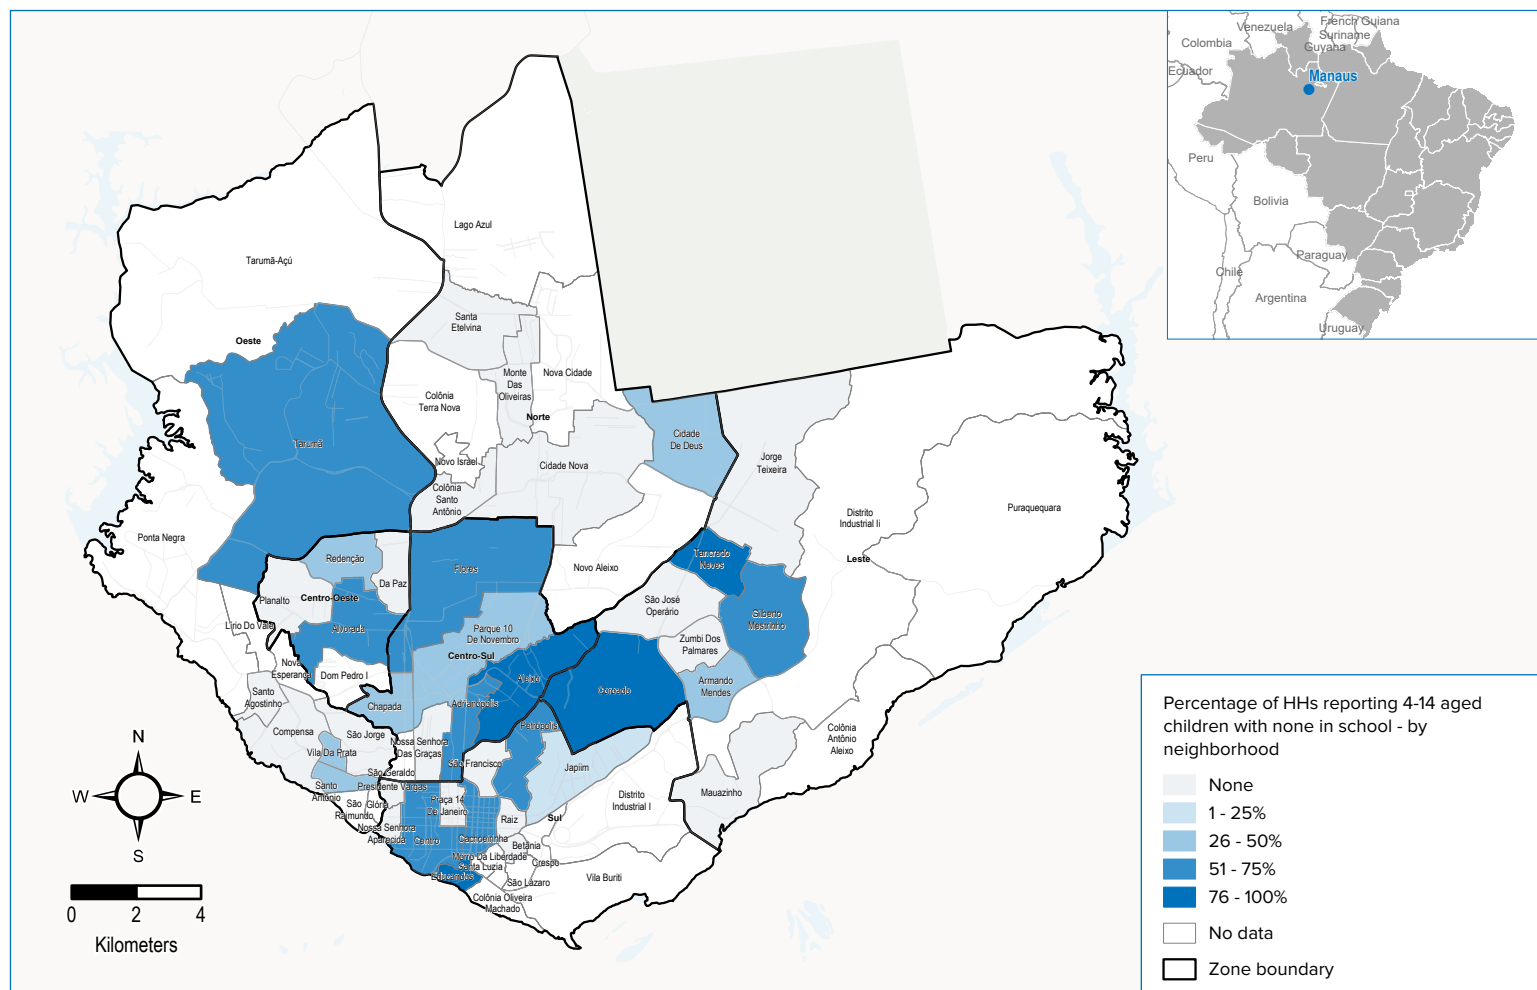 Venezuela
French Guiana
Suriname
Guyana
Colombia
Ecuador
Manaus
Peru
Bolivia
Paraguay
Chile
Argentina
Uruguay
Lago Azul
Tarumã-Açú
Santa
Etelvina
Oeste
Monte
Das
Oliveiras
Nova Cidade
Colônia
Terra Nova
Norte
Cidade
De Deus
Tarumã
Novo Israel
Cidade Nova
Jorge
Teixeira
Colônia
Santo
Antônio
Puraquequara
Distrito
Industrial Ii
Ponta Negra
Redenção
Flores
Novo Aleixo
Tancredo
Neves
Leste
Da Paz
Planalto
Centro-Oeste
São José
Operário
Gilberto
Mestrinho
Lírio Do Vale
Alvorada
Parque 10
De Novembro
Zumbi Dos
Palmares
Centro-Sul
Nova
Esperança
Dom Pedro I
Aleixo
Coroado
Armando
Mendes
Santo
Agostinho
Chapada
Adrianópolis
Petrópolis
Compensa
São Jorge
Nossa Senhora
Das Graças
Colônia
Antônio
Aleixo
Vila Da Prata
São Francisco
Japiim
São Geraldo
Santo
Antônio
Presidente Vargas
Mauazinho
São
Raimundo
Glória
Praça 14
De Janeiro
Distrito
Industrial I
Raiz
Sul
Nossa Senhora
Aparecida
Centro
Cachoeirinha
Betânia
Morro Da Liberdade
Santa Luzia
Crespo
Educandos
São Lázaro
Vila Buriti
Colônia Oliveira
Machado
N
W
E
S
0 2 4
Kilometers
Percentage of HHs reporting 4-14 aged
children with none in school - by
neighborhood
None
1 - 25%
26 - 50%
51 - 75%
76 - 100%
No data
Zone boundary